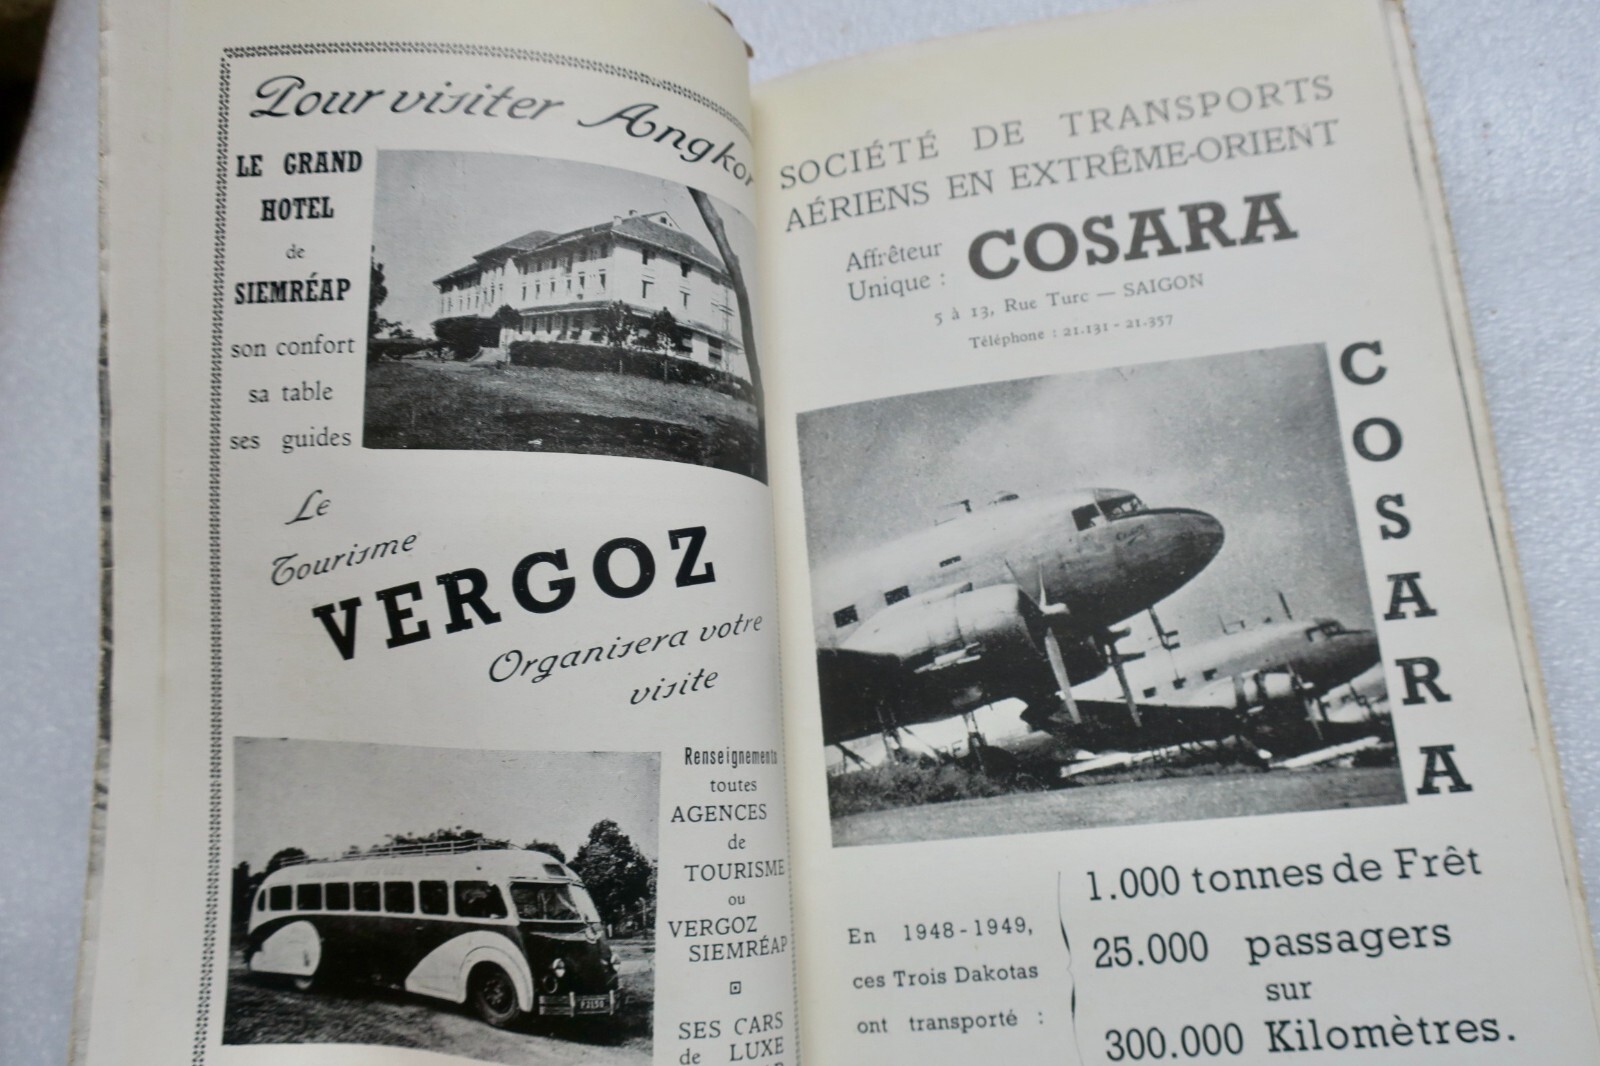 Pour visiter Angkor
LE GRAND
HOTEL
de
SIEMRÉAP
son confort
sa table
ses guides
Le
Tourisme
VERGOZ
Organisera votre
visite
Renseignements
toutes
AGENCES
de
TOURISME
ou
VERGOZ
SIEMRÉAP
SES CARS
de LUXE
SOCIÉTÉ DE TRANSPORTS
AÉRIENS EN EXTRÊME-ORIENT
Affrêteur
Unique :
COSARA
5 à 13, Rue Turc — SAIGON
Téléphone : 21.131 - 21.357
COSARA
En 1948-1949,
ces Trois Dakotas
ont transporté :
1.000 tonnes de Frêt
25.000 passagers
sur
300.000 Kilomètres.